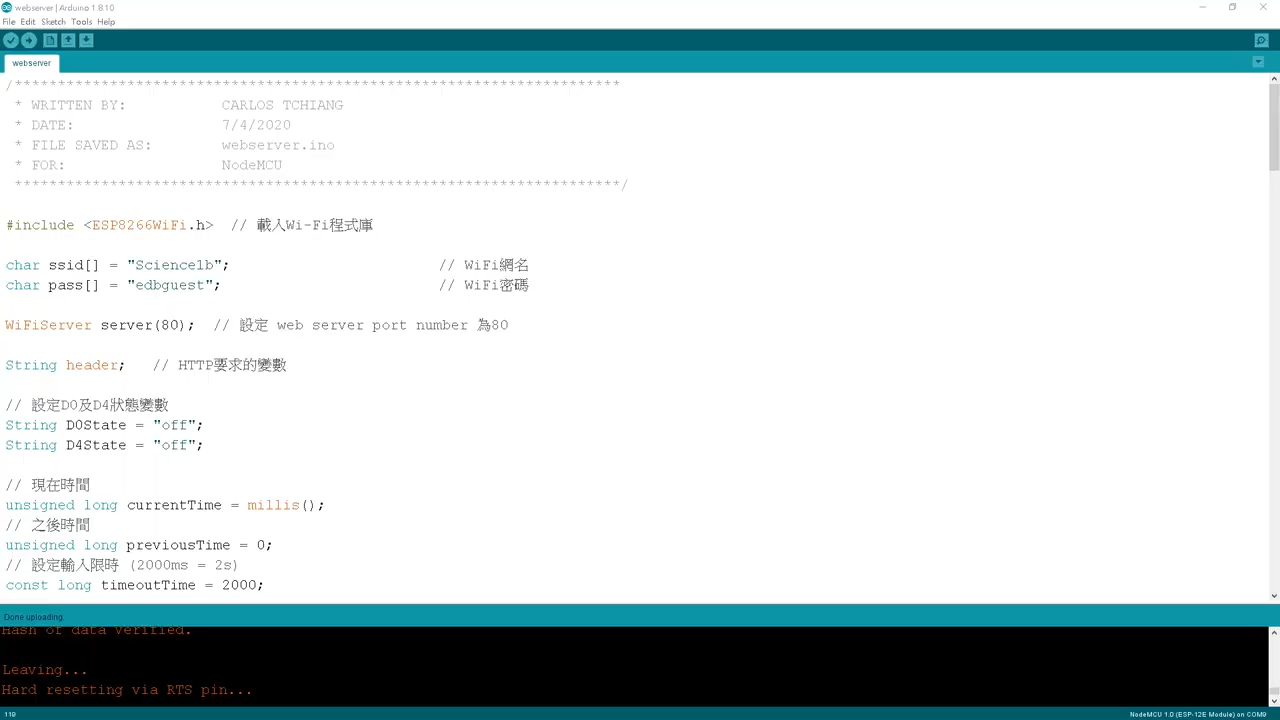 webserver | Arduino 1.8.10
File Edit Sketch Tools Help
webserver
/**********************************************************************
* WRITTEN BY: CARLOS TCHIANG
* DATE: 7/4/2020
* FILE SAVED AS: webserver.ino
* FOR: NodeMCU
**********************************************************************/
#include <ESP8266WiFi.h> // 載入Wi-Fi程式庫
char ssid[] = "Science1b"; // WiFi網名
char pass[] = "edbguest"; // WiFi密碼
WiFiServer server(80); // 設定 web server port number 為80
String header; // HTTP要求的變數
// 設定D0及D4狀態變數
String D0State = "off";
String D4State = "off";
// 現在時間
unsigned long currentTime = millis();
// 之後時間
unsigned long previousTime = 0;
// 設定輸入限時 (2000ms = 2s)
const long timeoutTime = 2000;
Done uploading.
Hash of data verified.
Leaving...
Hard resetting via RTS pin...
119 NodeMCU 1.0 (ESP-12E Module) on COM9